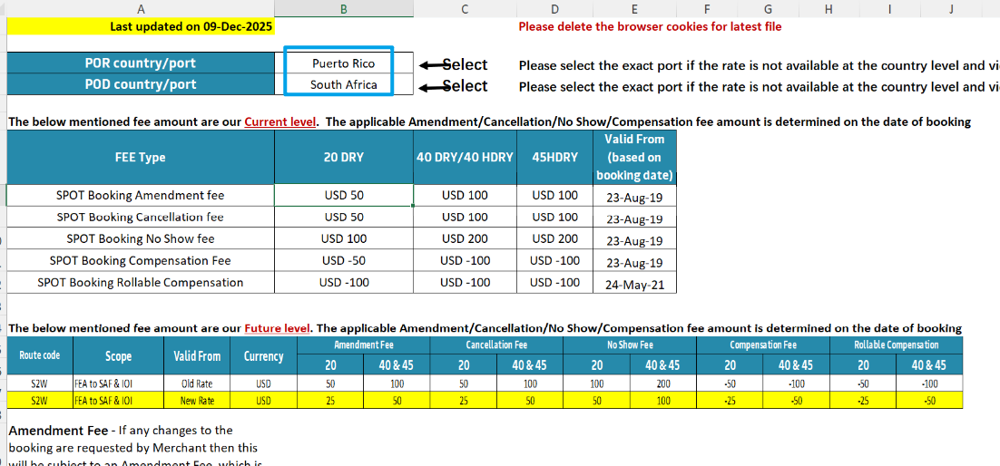 A B C D E F G H I J
Last updated on 09-Dec-2025 Please delete the browser cookies for latest file
POR country/port Puerto Rico Select Please select the exact port if the rate is not available at the country level and vi
POD country/port South Africa Select Please select the exact port if the rate is not available at the country level and vi
The below mentioned fee amount are our Current level. The applicable Amendment/Cancellation/No Show/Compensation fee amount is determined on the date of booking
FEE Type 20 DRY 40 DRY/40 HDRY 45HDRY Valid From (based on booking date)
SPOT Booking Amendment fee USD 50 USD 100 USD 100 23-Aug-19
SPOT Booking Cancellation fee USD 50 USD 100 USD 100 23-Aug-19
SPOT Booking No Show fee USD 100 USD 200 USD 200 23-Aug-19
SPOT Booking Compensation Fee USD -50 USD -100 USD -100 23-Aug-19
SPOT Booking Rollable Compensation USD -100 USD -100 USD -100 24-May-21
The below mentioned fee amount are our Future level. The applicable Amendment/Cancellation/No Show/Compensation fee amount is determined on the date of booking
Route code Scope Valid From Currency Amendment Fee Cancellation Fee No Show Fee Compensation Fee Rollable Compensation
20 40 & 45 20 40 & 45 20 40 & 45 20 40 & 45 20 40 & 45
S2W FEA to SAF & IOI Old Rate USD 50 100 50 100 100 200 -50 -100 -50 -100
S2W FEA to SAF & IOI New Rate USD 25 50 25 50 50 100 -25 -50 -25 -50
Amendment Fee - If any changes to the
booking are requested by Merchant then this
will be subject to an Amendment Fee, which is